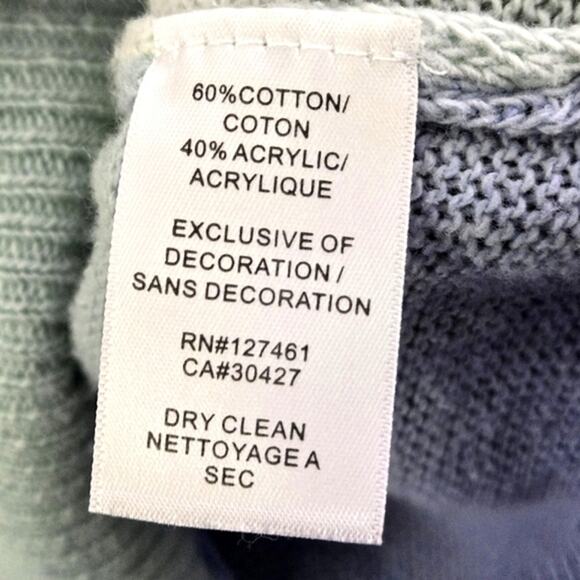 60%COTTON/
COTON
40% ACRYLIC/
ACRYLIQUE
EXCLUSIVE OF
DECORATION /
SANS DECORATION
RN#127461
CA#30427
DRY CLEAN
NETTOYAGE A
SEC